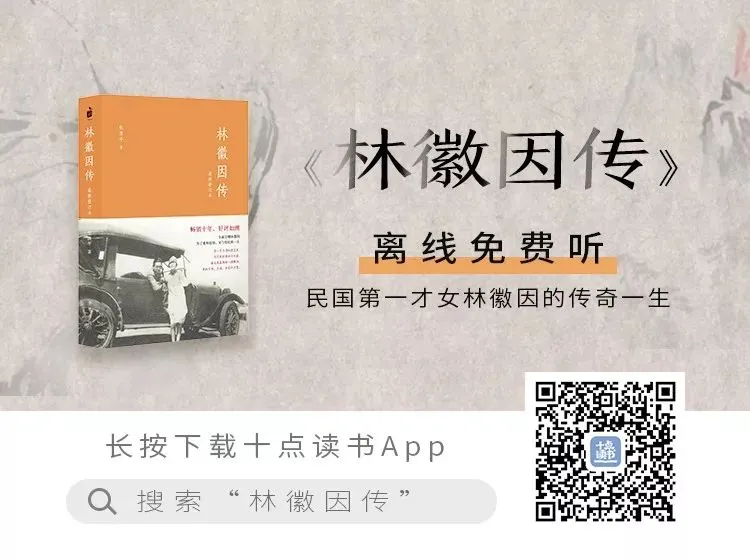 林徽因传
林徽因传
畅销十年，好评如潮
《林徽因传》
离线免费听
民国第一才女林徽因的传奇一生
长按下载十点读书App
搜索“林徽因传”
十点
读书